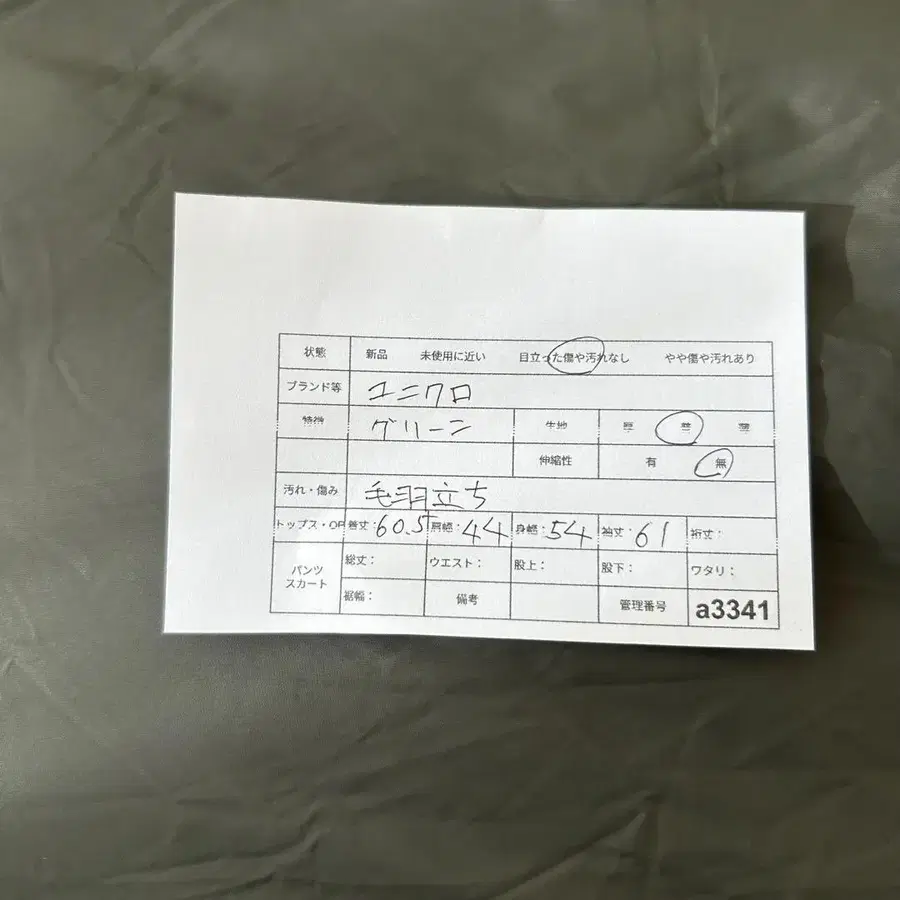 状態 新品 未使用に近い 目立った傷や汚れなし やや傷や汚れあり
ブランド等 ユニクロ
特徴 グリーン 生地 厚 普 薄
伸縮性 有 無
汚れ・傷み 毛羽立ち
トップス・OP 着丈:60.5 肩幅:44 身幅:54 袖丈:61 裄丈:
パンツ スカート 総丈: ウエスト: 股上: 股下: ワタリ:
裾幅: 備考 管理番号 a3341